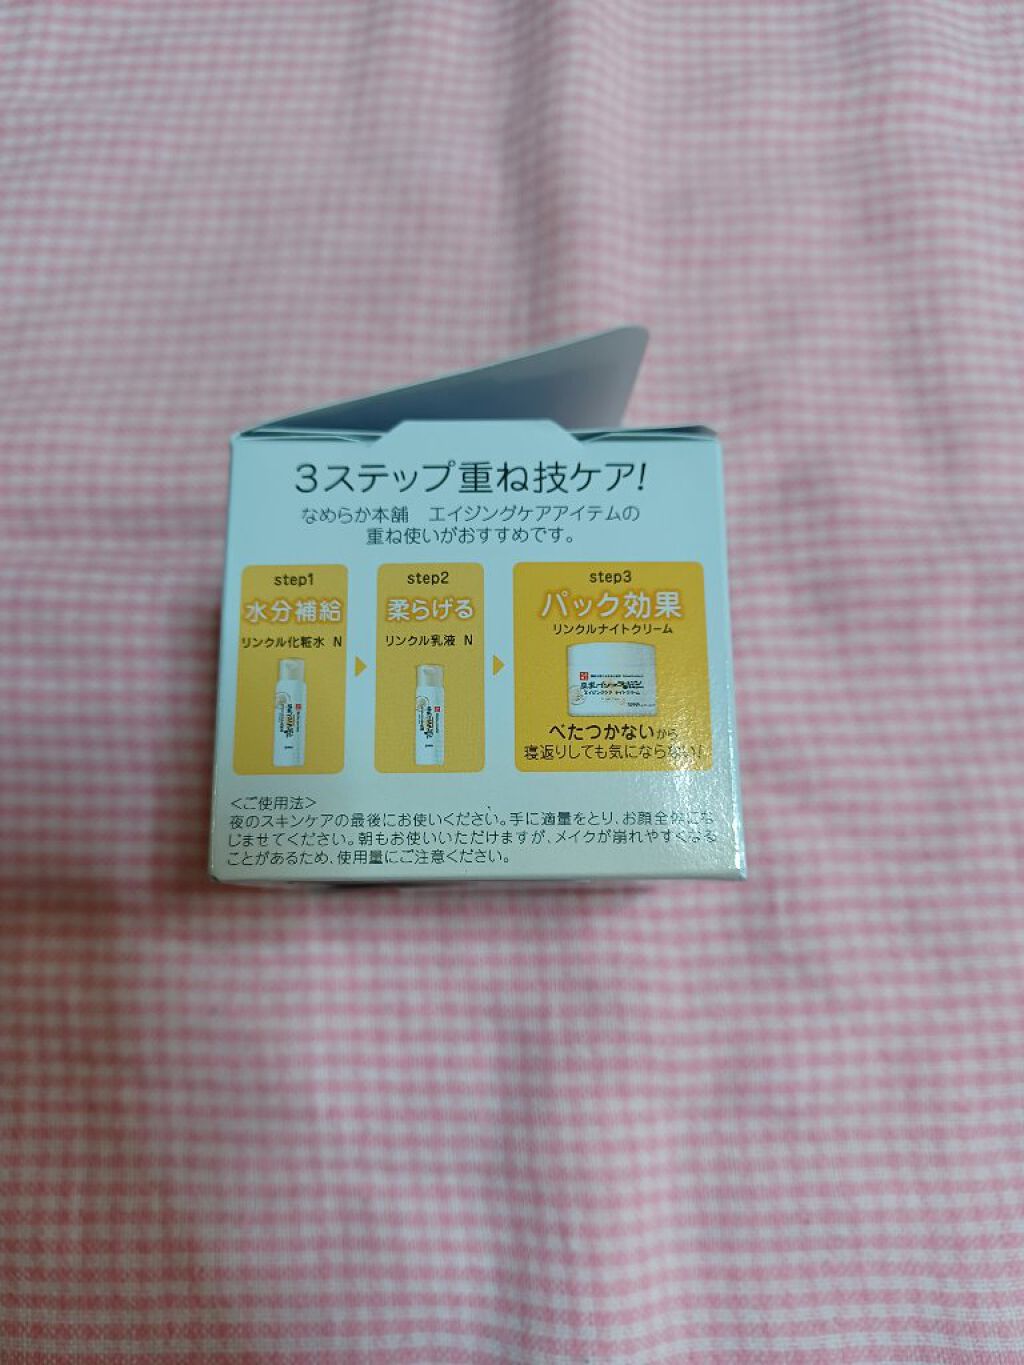 3ステップ重ね技ケア!
なめらか本舗 エイジングケアアイテムの
重ね使いがおすすめです。
step1
水分補給
リンクル化粧水 N
step2
柔らげる
リンクル乳液 N
step3
パック効果
リンクルナイトクリーム
べたつかないから
寝返りしても気にならない!
<ご使用法>
夜のスキンケアの最後にお使いください。手に適量をとり、お顔全体にな
じませてください。朝もお使いいただけますが、メイクが崩れやすくなる
ことがあるため、使用量にご注意ください。